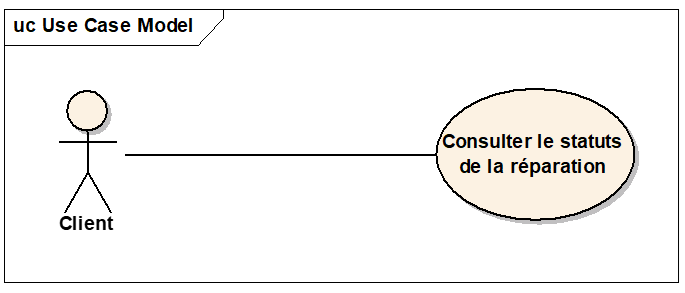 uc Use Case Model
Consulter le statuts
de la réparation
Client